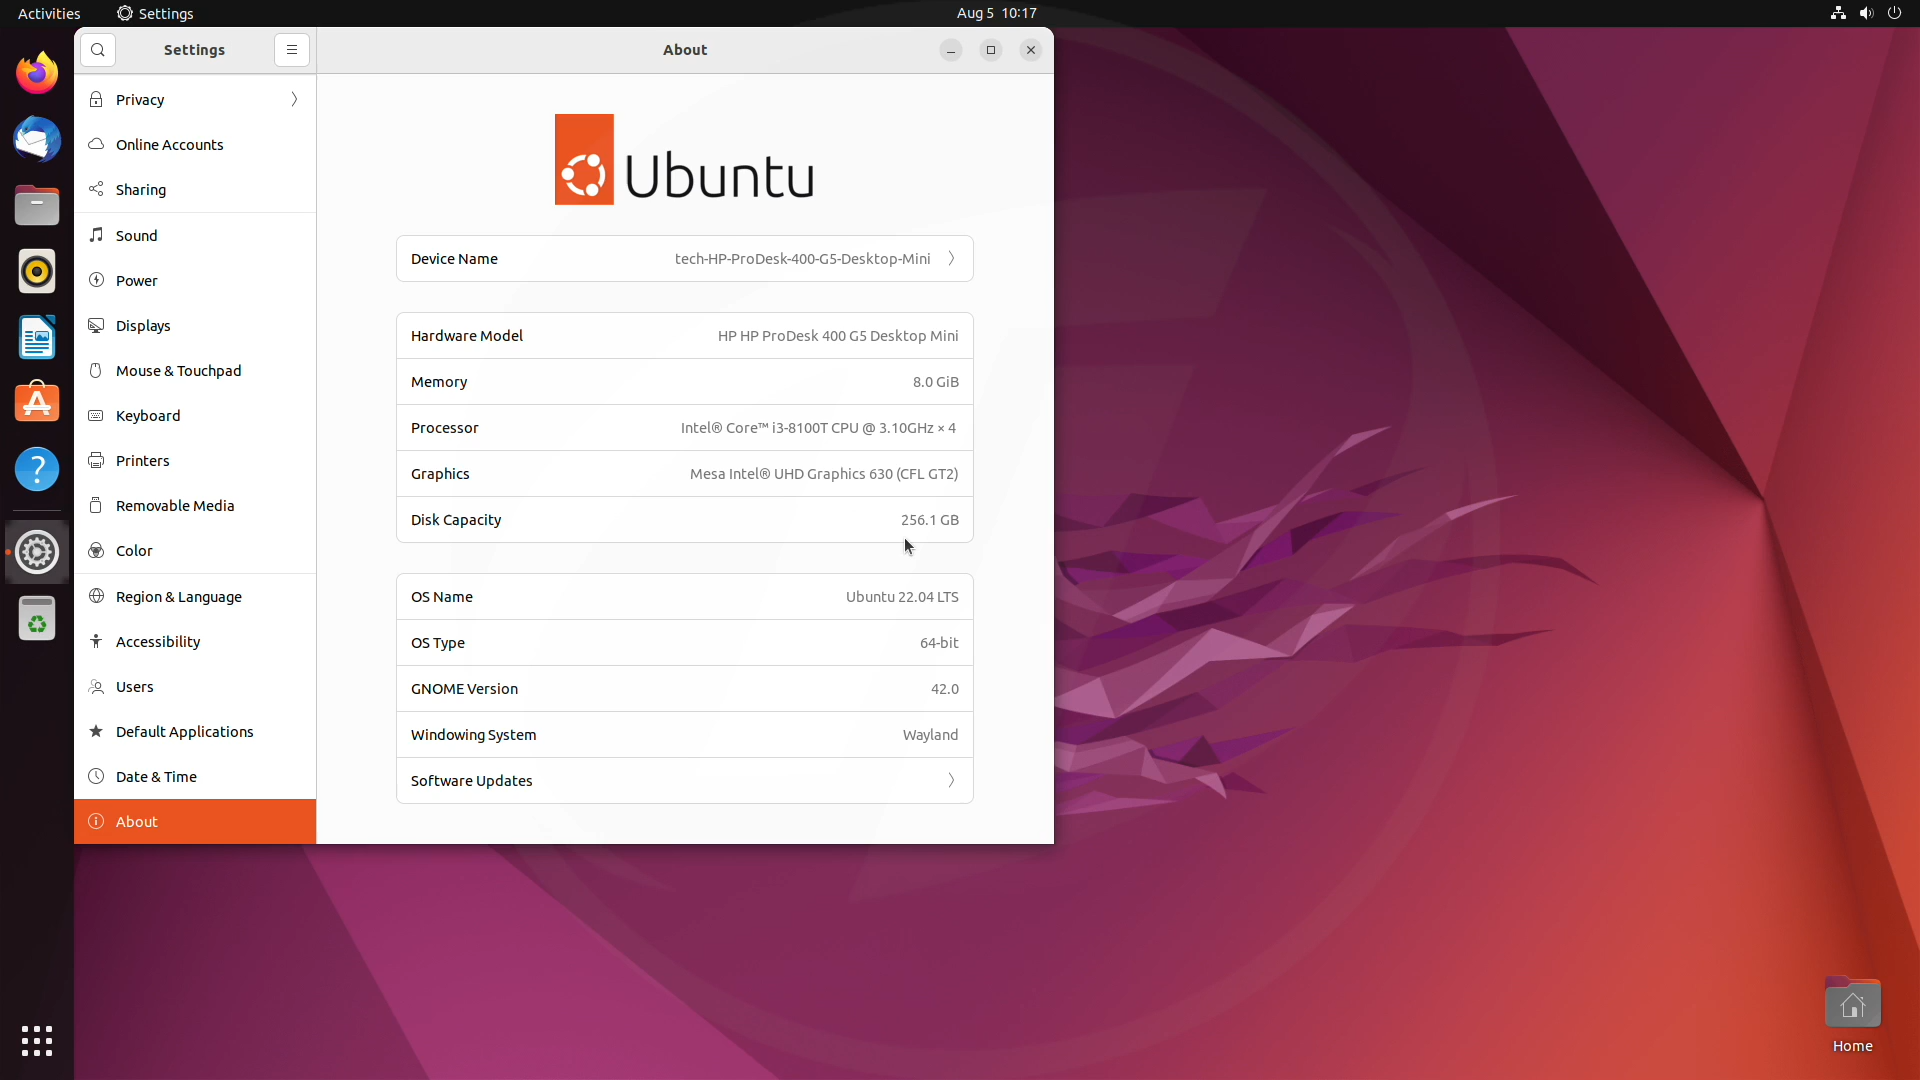 Activities
Settings
Aug 5 10:17
Settings
About
Privacy
Online Accounts
Sharing
Sound
Power
Displays
Mouse & Touchpad
Keyboard
Printers
Removable Media
Color
Region & Language
Accessibility
Users
Default Applications
Date & Time
About
Ubuntu
Device Name tech-HP-ProDesk-400-G5-Desktop-Mini
Hardware Model HP HP ProDesk 400 G5 Desktop Mini
Memory 8.0 GiB
Processor Intel® Core™ i3-8100T CPU @ 3.10GHz × 4
Graphics Mesa Intel® UHD Graphics 630 (CFL GT2)
Disk Capacity 256.1 GB
OS Name Ubuntu 22.04 LTS
OS Type 64-bit
GNOME Version 42.0
Windowing System Wayland
Software Updates
Home